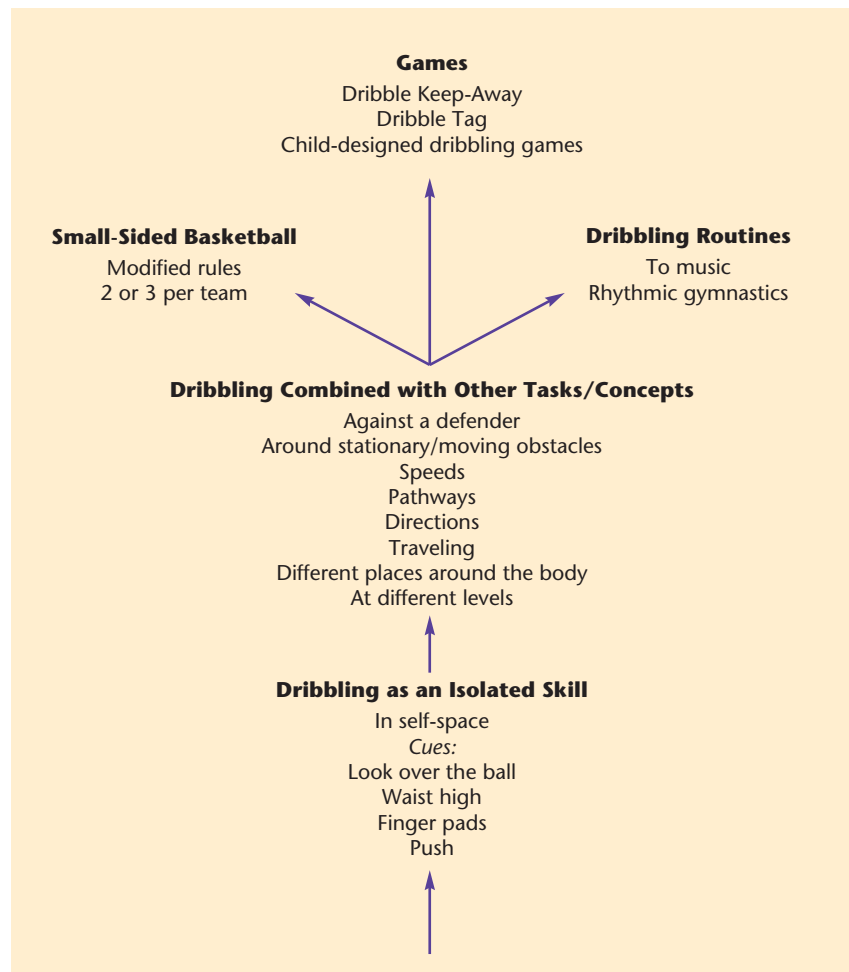 Games
Dribble Keep-Away
Dribble Tag
Child-designed dribbling games
Small-Sided Basketball
Modified rules
2 or 3 per team
Dribbling Routines
To music
Rhythmic gymnastics
Dribbling Combined with Other Tasks/Concepts
Against a defender
Around stationary/moving obstacles
Speeds
Pathways
Directions
Traveling
Different places around the body
At different levels
Dribbling as an Isolated Skill
In self-space
Cues:
Look over the ball
Waist high
Finger pads
Push